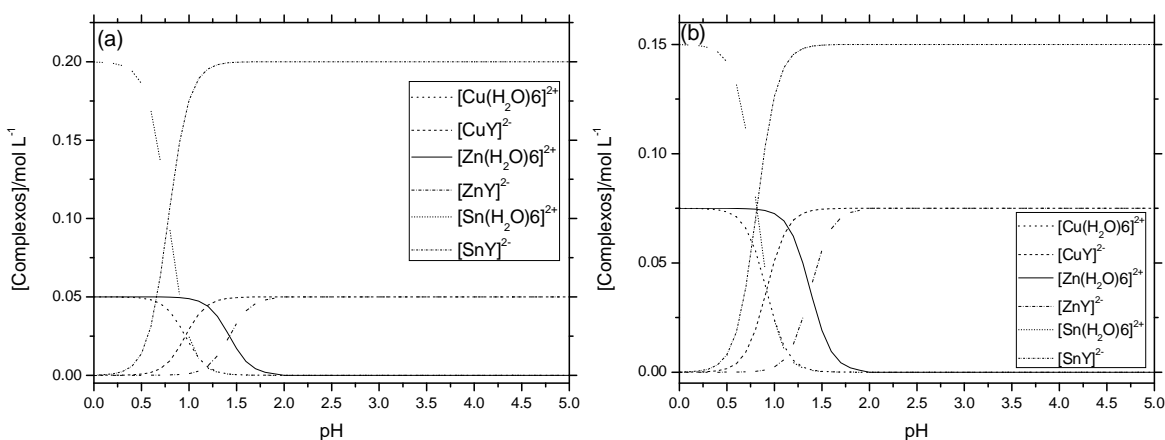 (a)
[Complexos]/mol L⁻¹
0.20
0.15
0.10
0.05
0.00
[Cu(H₂O)6]²⁺
[CuY]²⁻
[Zn(H₂O)6]²⁺
[ZnY]²⁻
[Sn(H₂O)6]²⁺
[SnY]²⁻
0.0 0.5 1.0 1.5 2.0 2.5 3.0 3.5 4.0 4.5 5.0
pH
(b)
[Complexos]/mol L⁻¹
0.15
0.10
0.05
0.00
[Cu(H₂O)6]²⁺
[CuY]²⁻
[Zn(H₂O)6]²⁺
[ZnY]²⁻
[Sn(H₂O)6]²⁺
[SnY]²⁻
0.0 0.5 1.0 1.5 2.0 2.5 3.0 3.5 4.0 4.5 5.0
pH